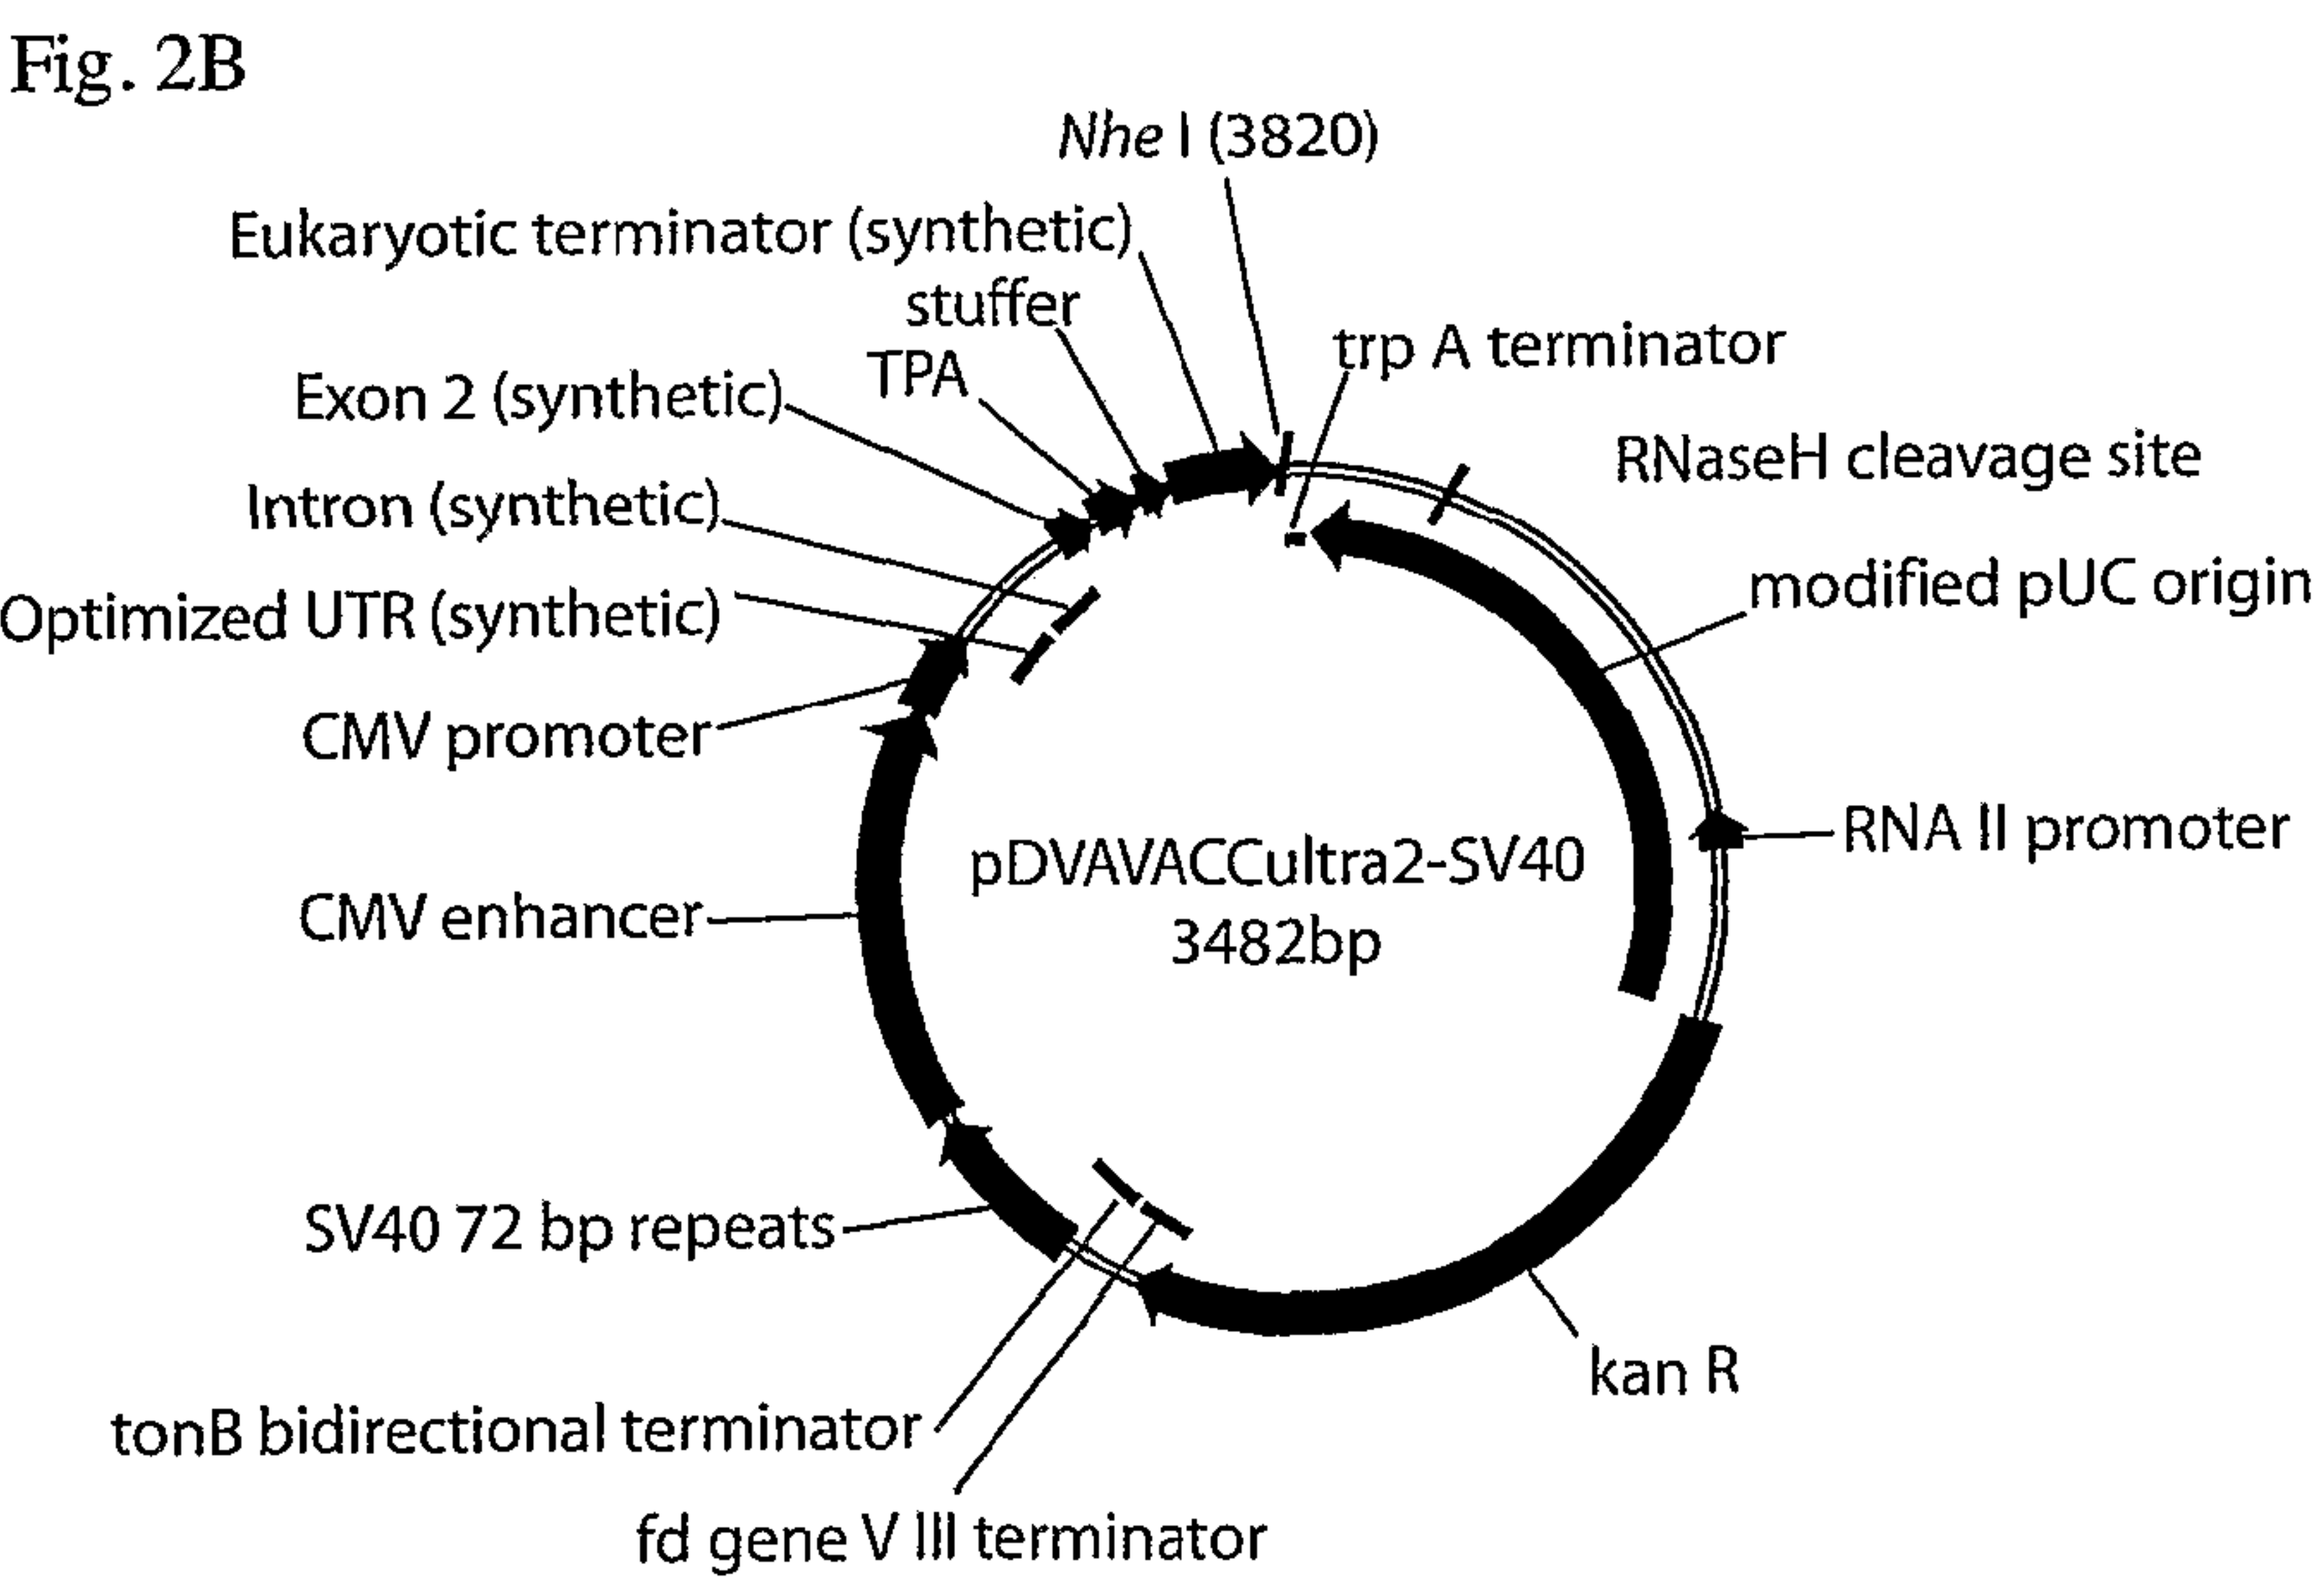 Fig. 2B
Nhe I (3820)
Eukaryotic terminator (synthetic)
stuffer
trp A terminator
TPA
Exon 2 (synthetic)
RNaseH cleavage site
Intron (synthetic)
modified pUC origin
Optimized UTR (synthetic)
CMV promoter
RNA II promoter
pDVAVACCultra2-SV40
3482bp
CMV enhancer
SV40 72 bp repeats
kan R
tonB bidirectional terminator
fd gene V III terminator